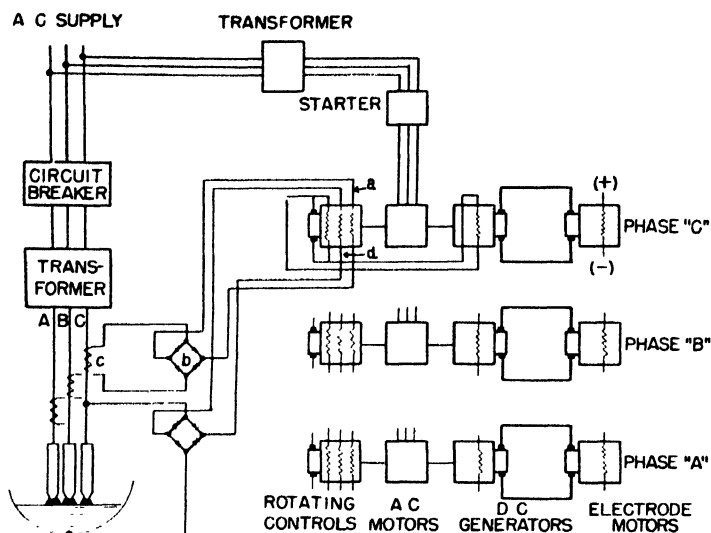 A C SUPPLY
TRANSFORMER
STARTER
CIRCUIT
BREAKER
a
(+)
PHASE "C"
(-)
d
TRANS-
FORMER
A B C
c
b
PHASE "B"
PHASE "A"
ROTATING
CONTROLS
A C
MOTORS
D C
GENERATORS
ELECTRODE
MOTORS